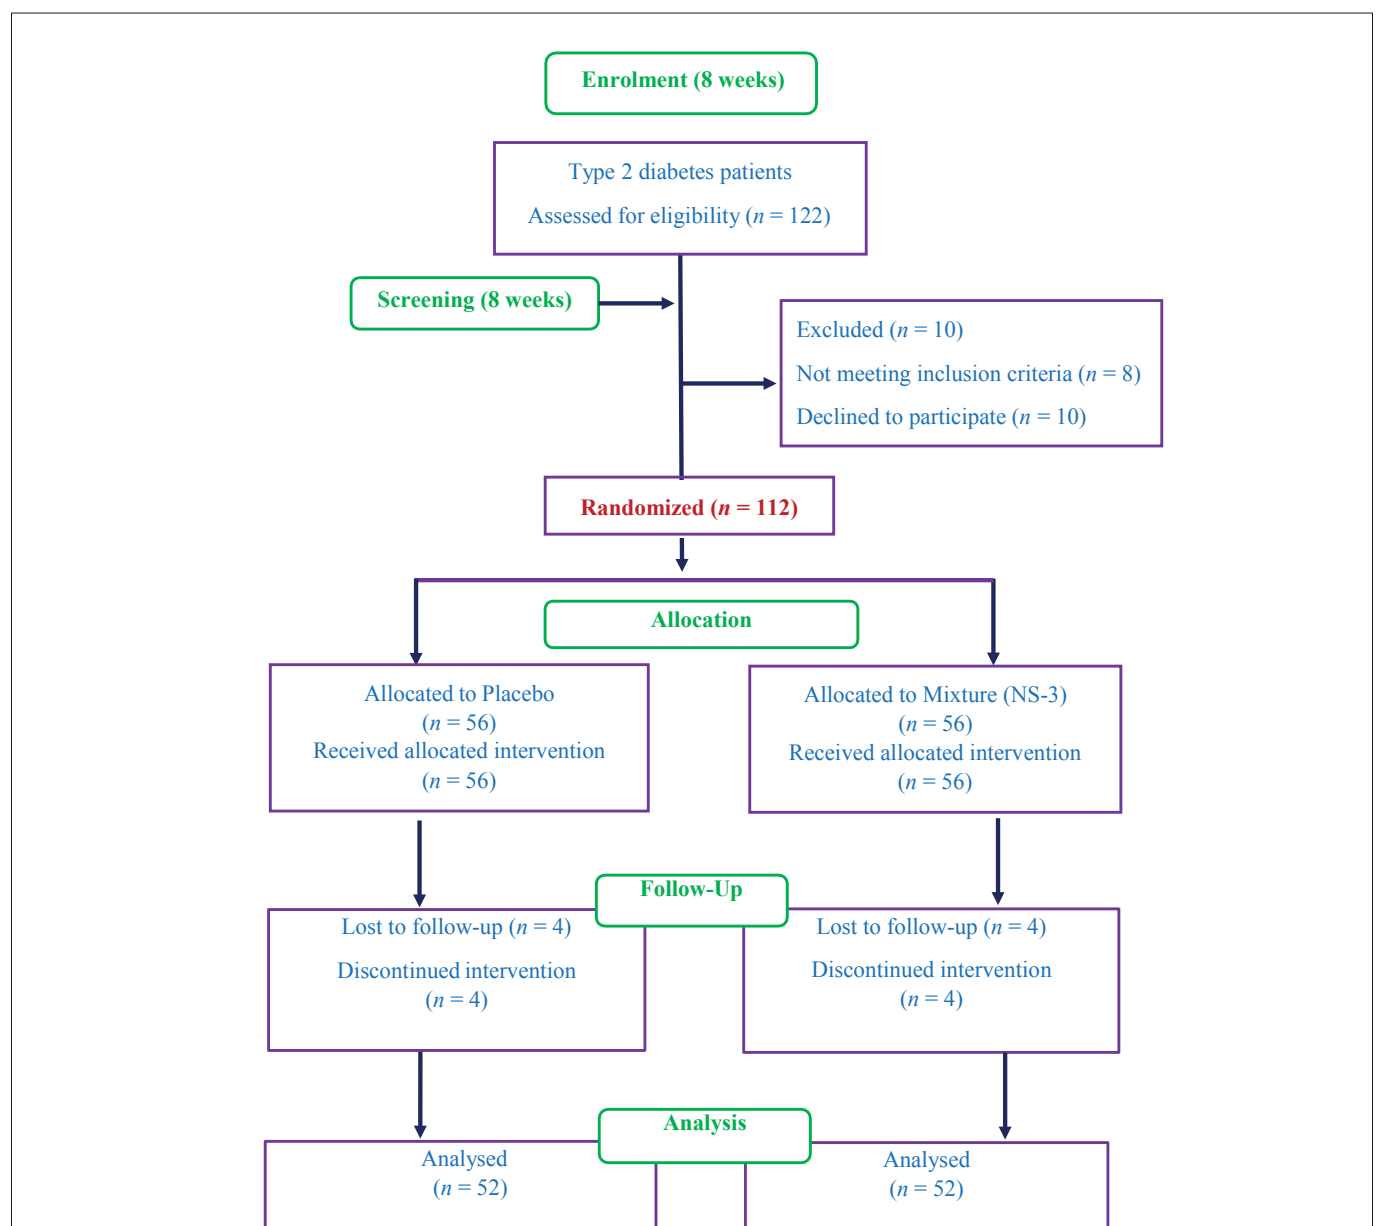 Enrolment (8 weeks)
Type 2 diabetes patients
Assessed for eligibility (n = 122)
Screening (8 weeks)
Excluded (n = 10)
Not meeting inclusion criteria (n = 8)
Declined to participate (n = 10)
Randomized (n = 112)
Allocation
Allocated to Placebo
(n = 56)
Received allocated intervention
(n = 56)
Allocated to Mixture (NS-3)
(n = 56)
Received allocated intervention
(n = 56)
Follow-Up
Lost to follow-up (n = 4)
Discontinued intervention
(n = 4)
Lost to follow-up (n = 4)
Discontinued intervention
(n = 4)
Analysis
Analysed
(n = 52)
Analysed
(n = 52)